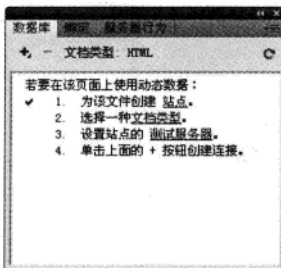 数据库 绑定 服务器行为
+ - 文档类型: HTML
若要在该页面上使用动态数据:
✔ 1. 为该文件创建 站点。
2. 选择一种文档类型。
3. 设置站点的 测试服务器。
4. 单击上面的 + 按钮创建连接。